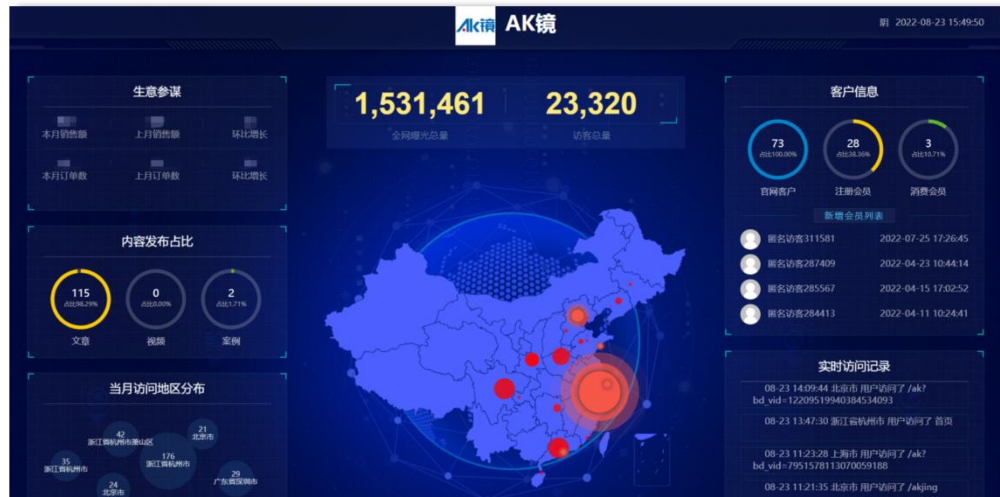 AK镜 AK镜
阴 2022-08-23 15:49:50
生意参谋
本月销售额 上月销售额 环比增长
本月订单数 上月订单数 环比增长
内容发布占比
115 0 2
占比98.29% 占比0.00% 占比1.71%
文章 视频 案例
当月访问地区分布
42
浙江省杭州市萧山区
21
北京市
35
浙江省杭州市
176
浙江省杭州市
24
北京市
29
广东省深圳市
1,531,461 23,320
全网曝光总量 访客总量
客户信息
73 28 3
占比100.00% 占比38.36% 占比10.71%
官网客户 注册会员 消费会员
新增会员列表
匿名访客311581 2022-07-25 17:26:45
匿名访客287409 2022-04-23 10:44:14
匿名访客285567 2022-04-15 17:02:52
匿名访客284413 2022-04-11 10:24:41
实时访问记录
08-23 14:09:44 北京市 用户访问了 /ak?
bd_vid=12209519940384534093
08-23 13:47:30 浙江省杭州市 用户访问了 首页
08-23 11:23:28 上海市 用户访问了 /ak?
bd_vid=7951578113070059188
08-23 11:21:35 北京市 用户访问了 /akjing